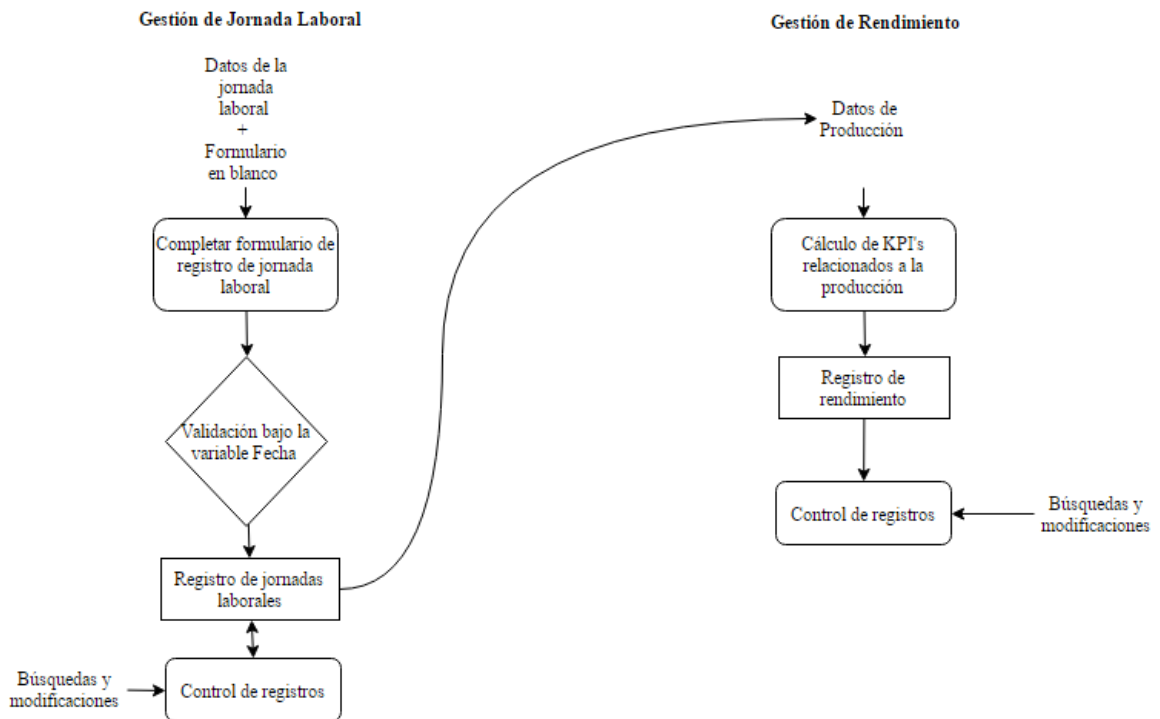 Gestión de Jornada Laboral
Datos de la
jornada
laboral
+
Formulario
en blanco
Completar formulario de
registro de jornada
laboral
Validación bajo la
variable Fecha
Registro de jornadas
laborales
Búsquedas y
modificaciones
Control de registros
Gestión de Rendimiento
Datos de
Producción
Cálculo de KPI's
relacionados a la
producción
Registro de
rendimiento
Control de registros
Búsquedas y
modificaciones